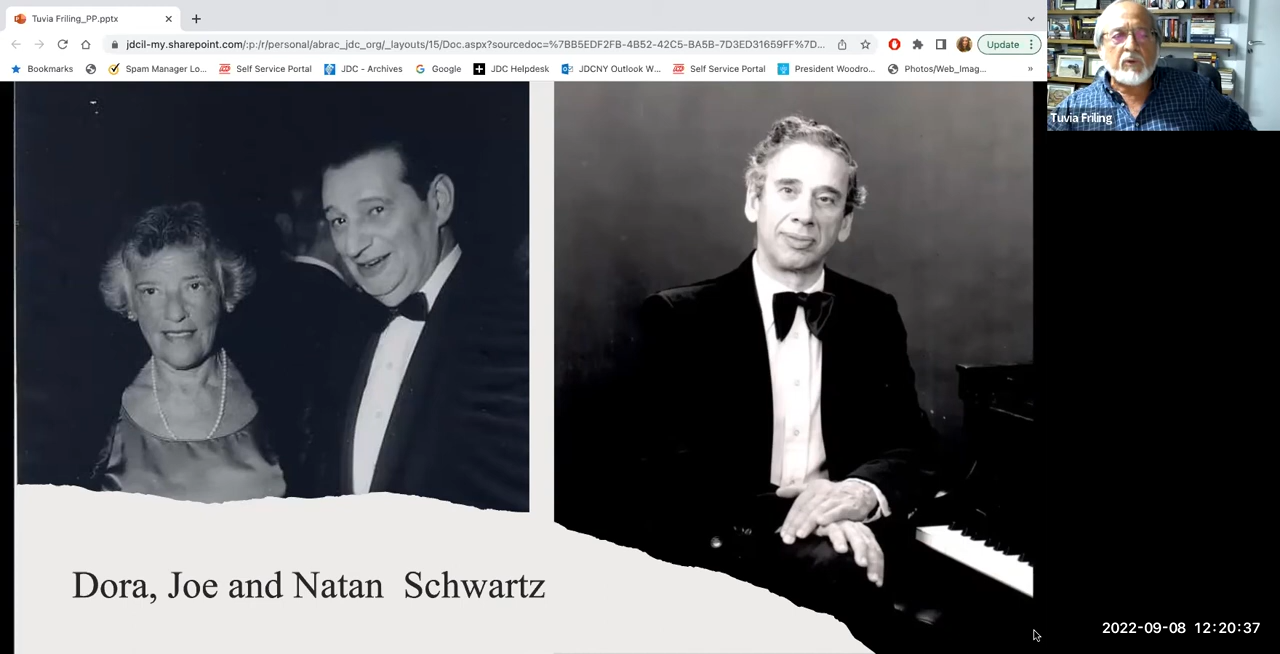 Tuvia Friling_PP.pptx
jdcil-my.sharepoint.com/:p:/r/personal/abrac_jdc_org/_layouts/15/Doc.aspx?sourcedoc=%7BB5EDF2FB-4B52-42C5-BA5B-7D3ED31659FF%7D...
Update
Bookmarks
Spam Manager Lo...
Self Service Portal
JDC - Archives
Google
JDC Helpdesk
JDCNY Outlook W...
Self Service Portal
President Woodro...
Photos/Web_Imag...
Tuvia Friling
Dora, Joe and Natan Schwartz
2022-09-08 12:20:37